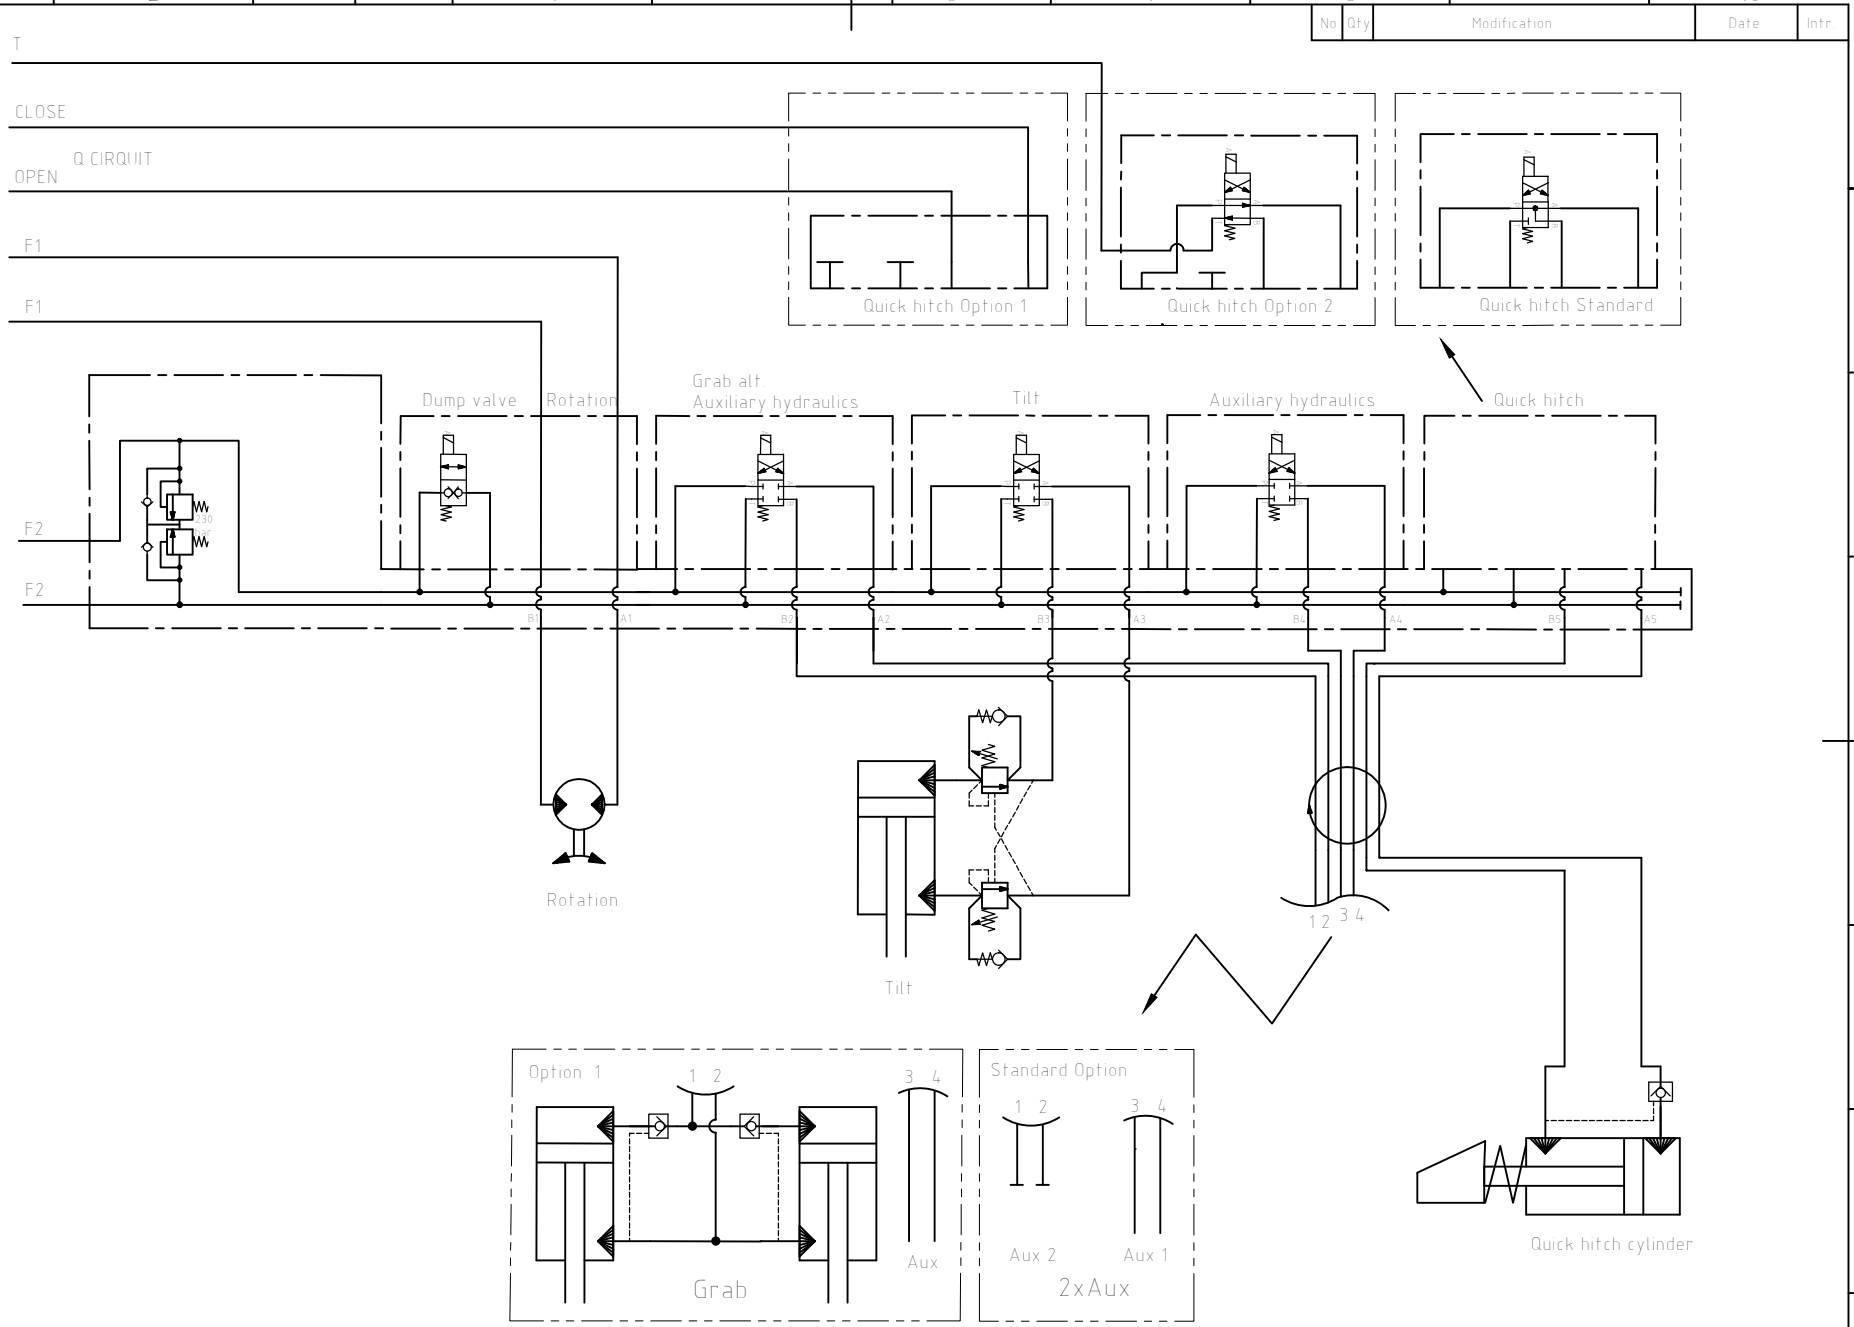 No Qty Modification Date Intr.
T
CLOSE
Q CIRQUIT
OPEN
F1
F1
Quick hitch Option 1
Quick hitch Option 2
Quick hitch Standard
Dump valve
Rotation
Grab alt.
Auxiliary hydraulics
Tilt
Auxiliary hydraulics
Quick hitch
230
bar
F2
F2
B1 A1 B2 A2 B3 A3 B4 A4 B5 A5
Rotation
Tilt
1 2 3 4
Option 1
1 2
3 4
Aux
Grab
Standard Option
1 2
3 4
Aux 2
Aux 1
2xAux
Quick hitch cylinder